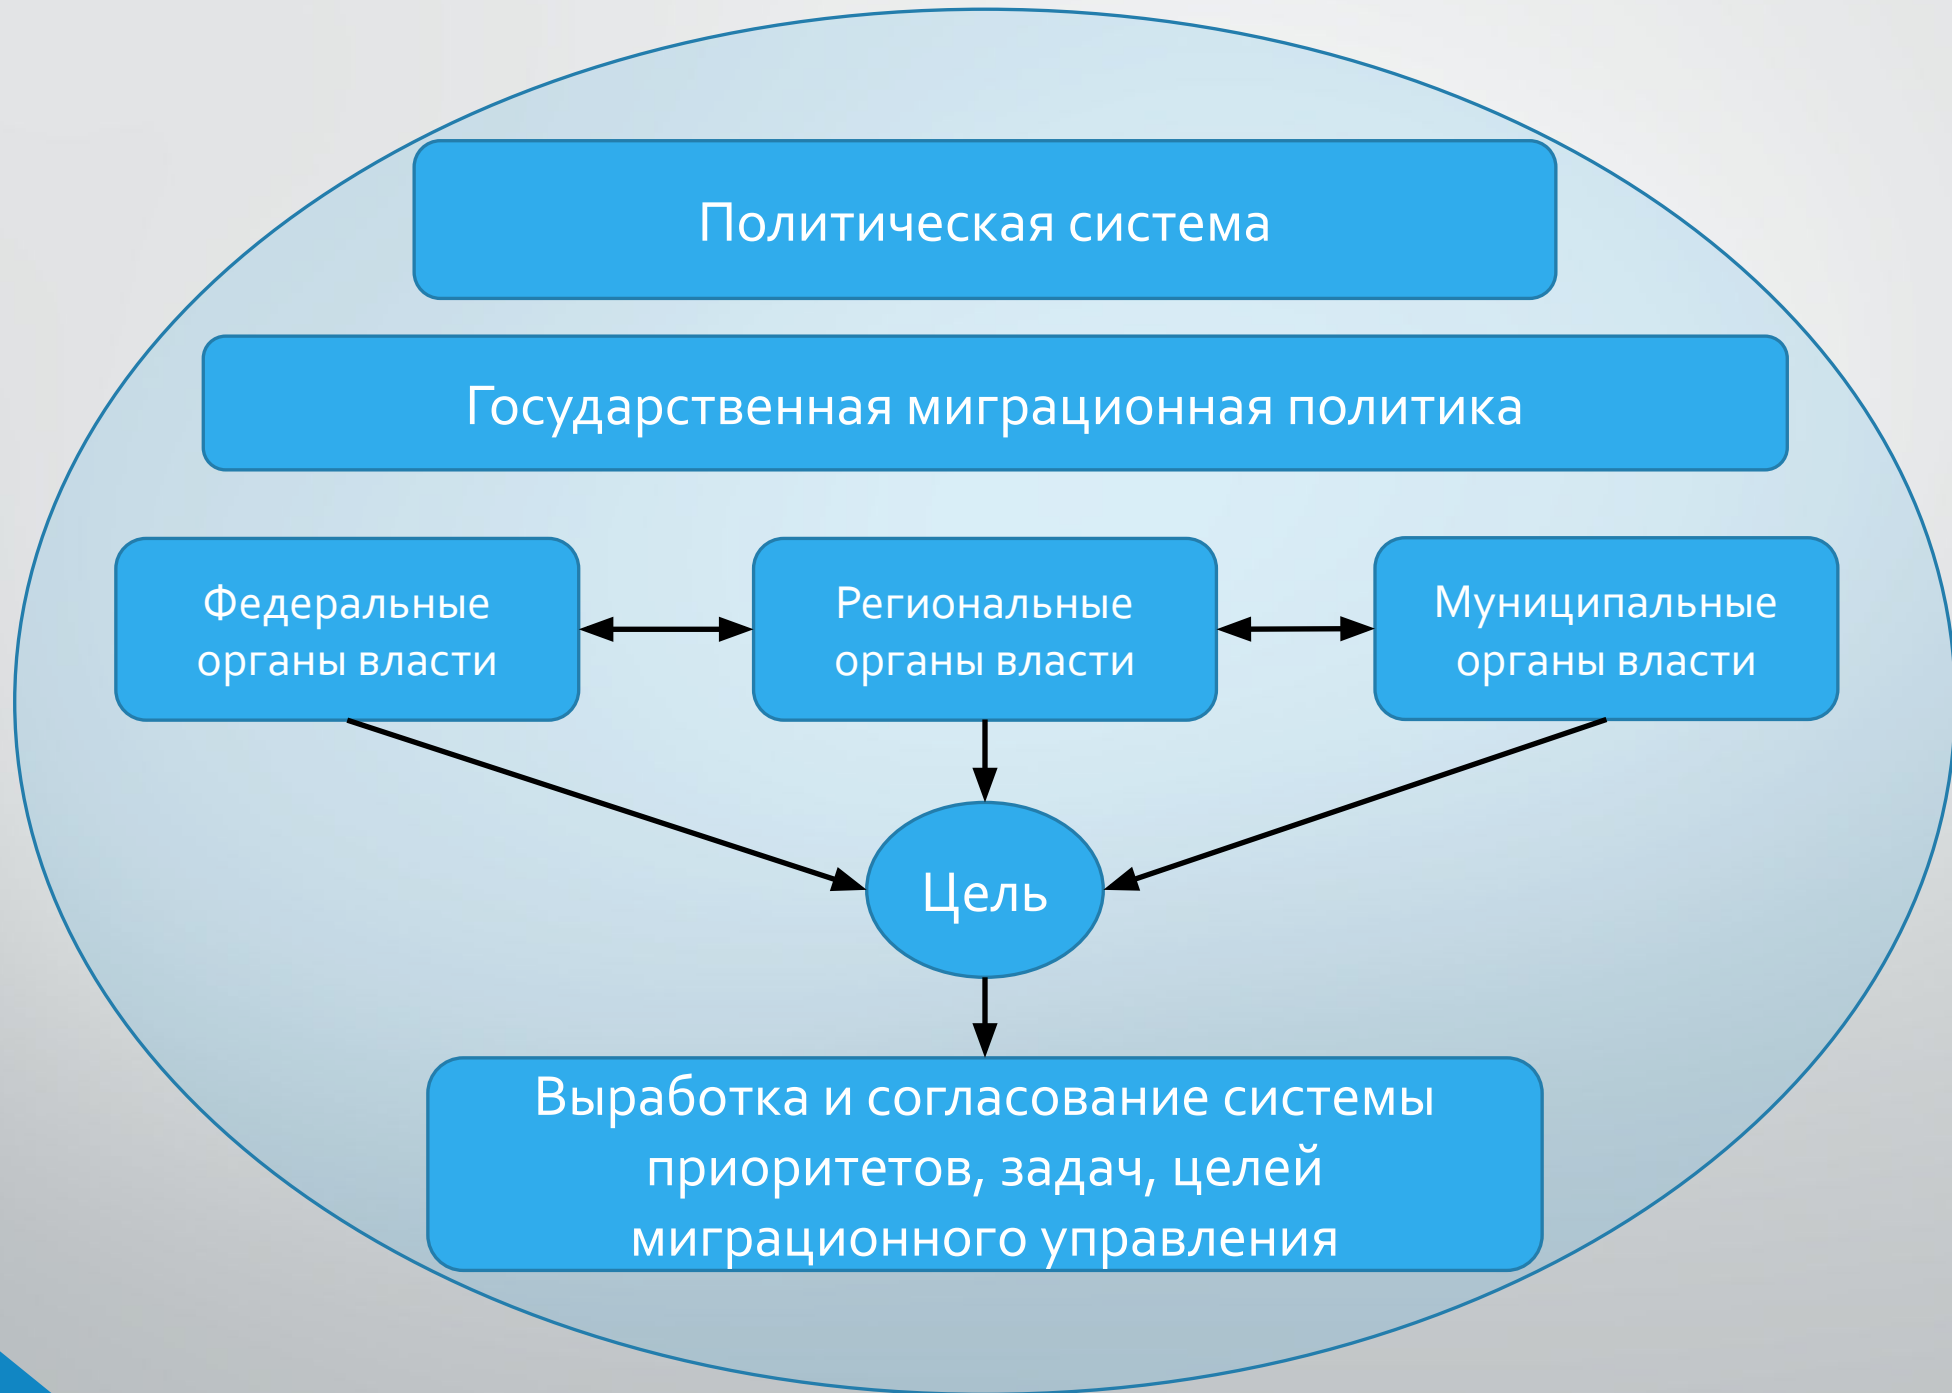 Политическая система
Государственная миграционная политика
Федеральные
органы власти
Региональные
органы власти
Муниципальные
органы власти
Цель
Выработка и согласование системы
приоритетов, задач, целей
миграционного управления